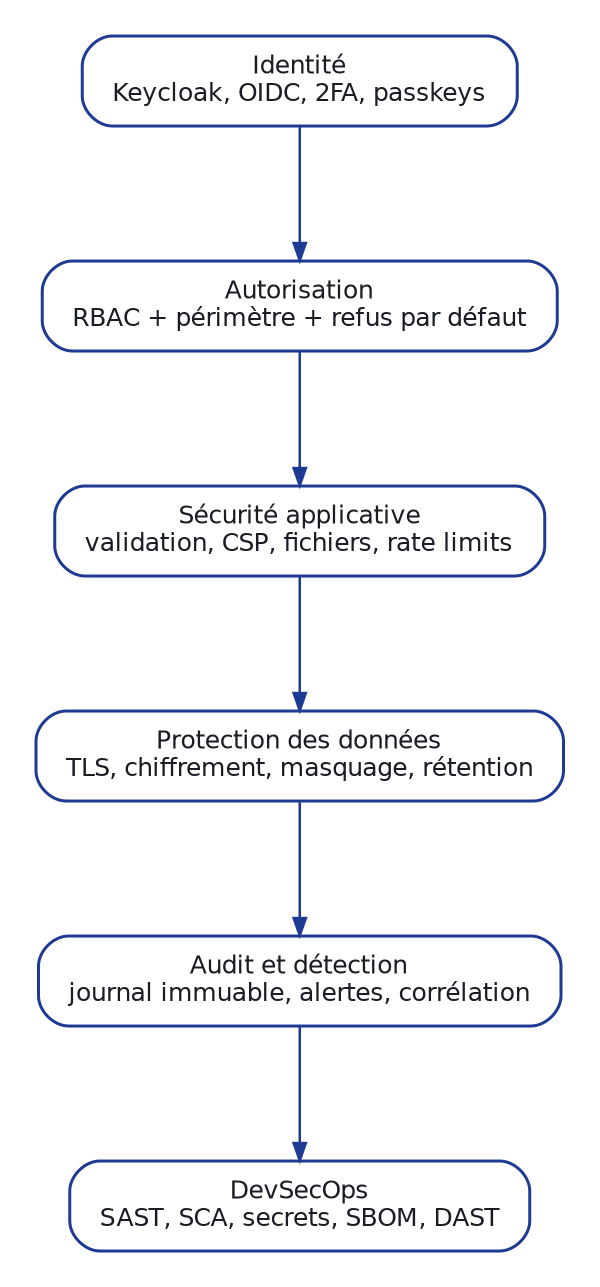 Identité
Keycloak, OIDC, 2FA, passkeys
Autorisation
RBAC + périmètre + refus par défaut
Sécurité applicative
validation, CSP, fichiers, rate limits
Protection des données
TLS, chiffrement, masquage, rétention
Audit et détection
journal immuable, alertes, corrélation
DevSecOps
SAST, SCA, secrets, SBOM, DAST